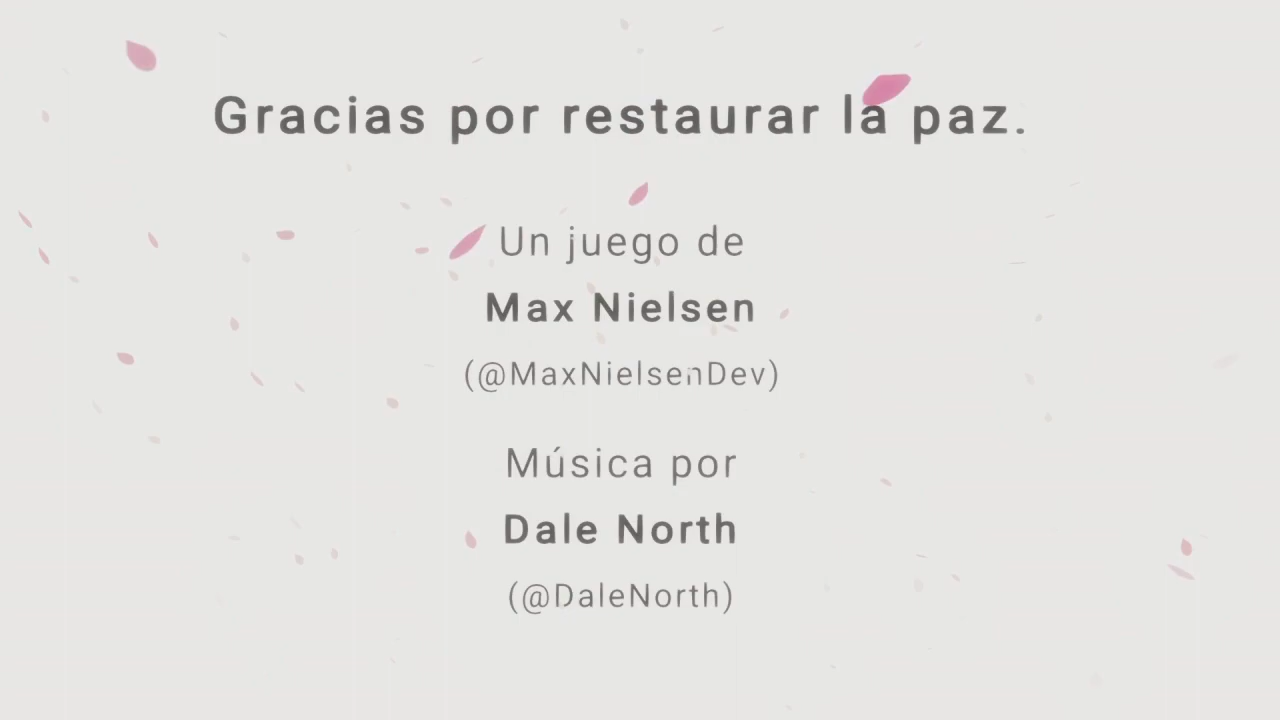 Gracias por restaurar la paz.
Un juego de
Max Nielsen
(@MaxNielsenDev)
Música por
Dale North
(@DaleNorth)